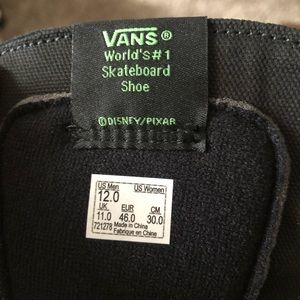 VANS®
World's#1
Skateboard
Shoe
©DISNEY/PIXAR
US Men US Women
12.0
UK EUR CM
11.0 46.0 30.0
721278 Made in China
Fabriqué en Chine